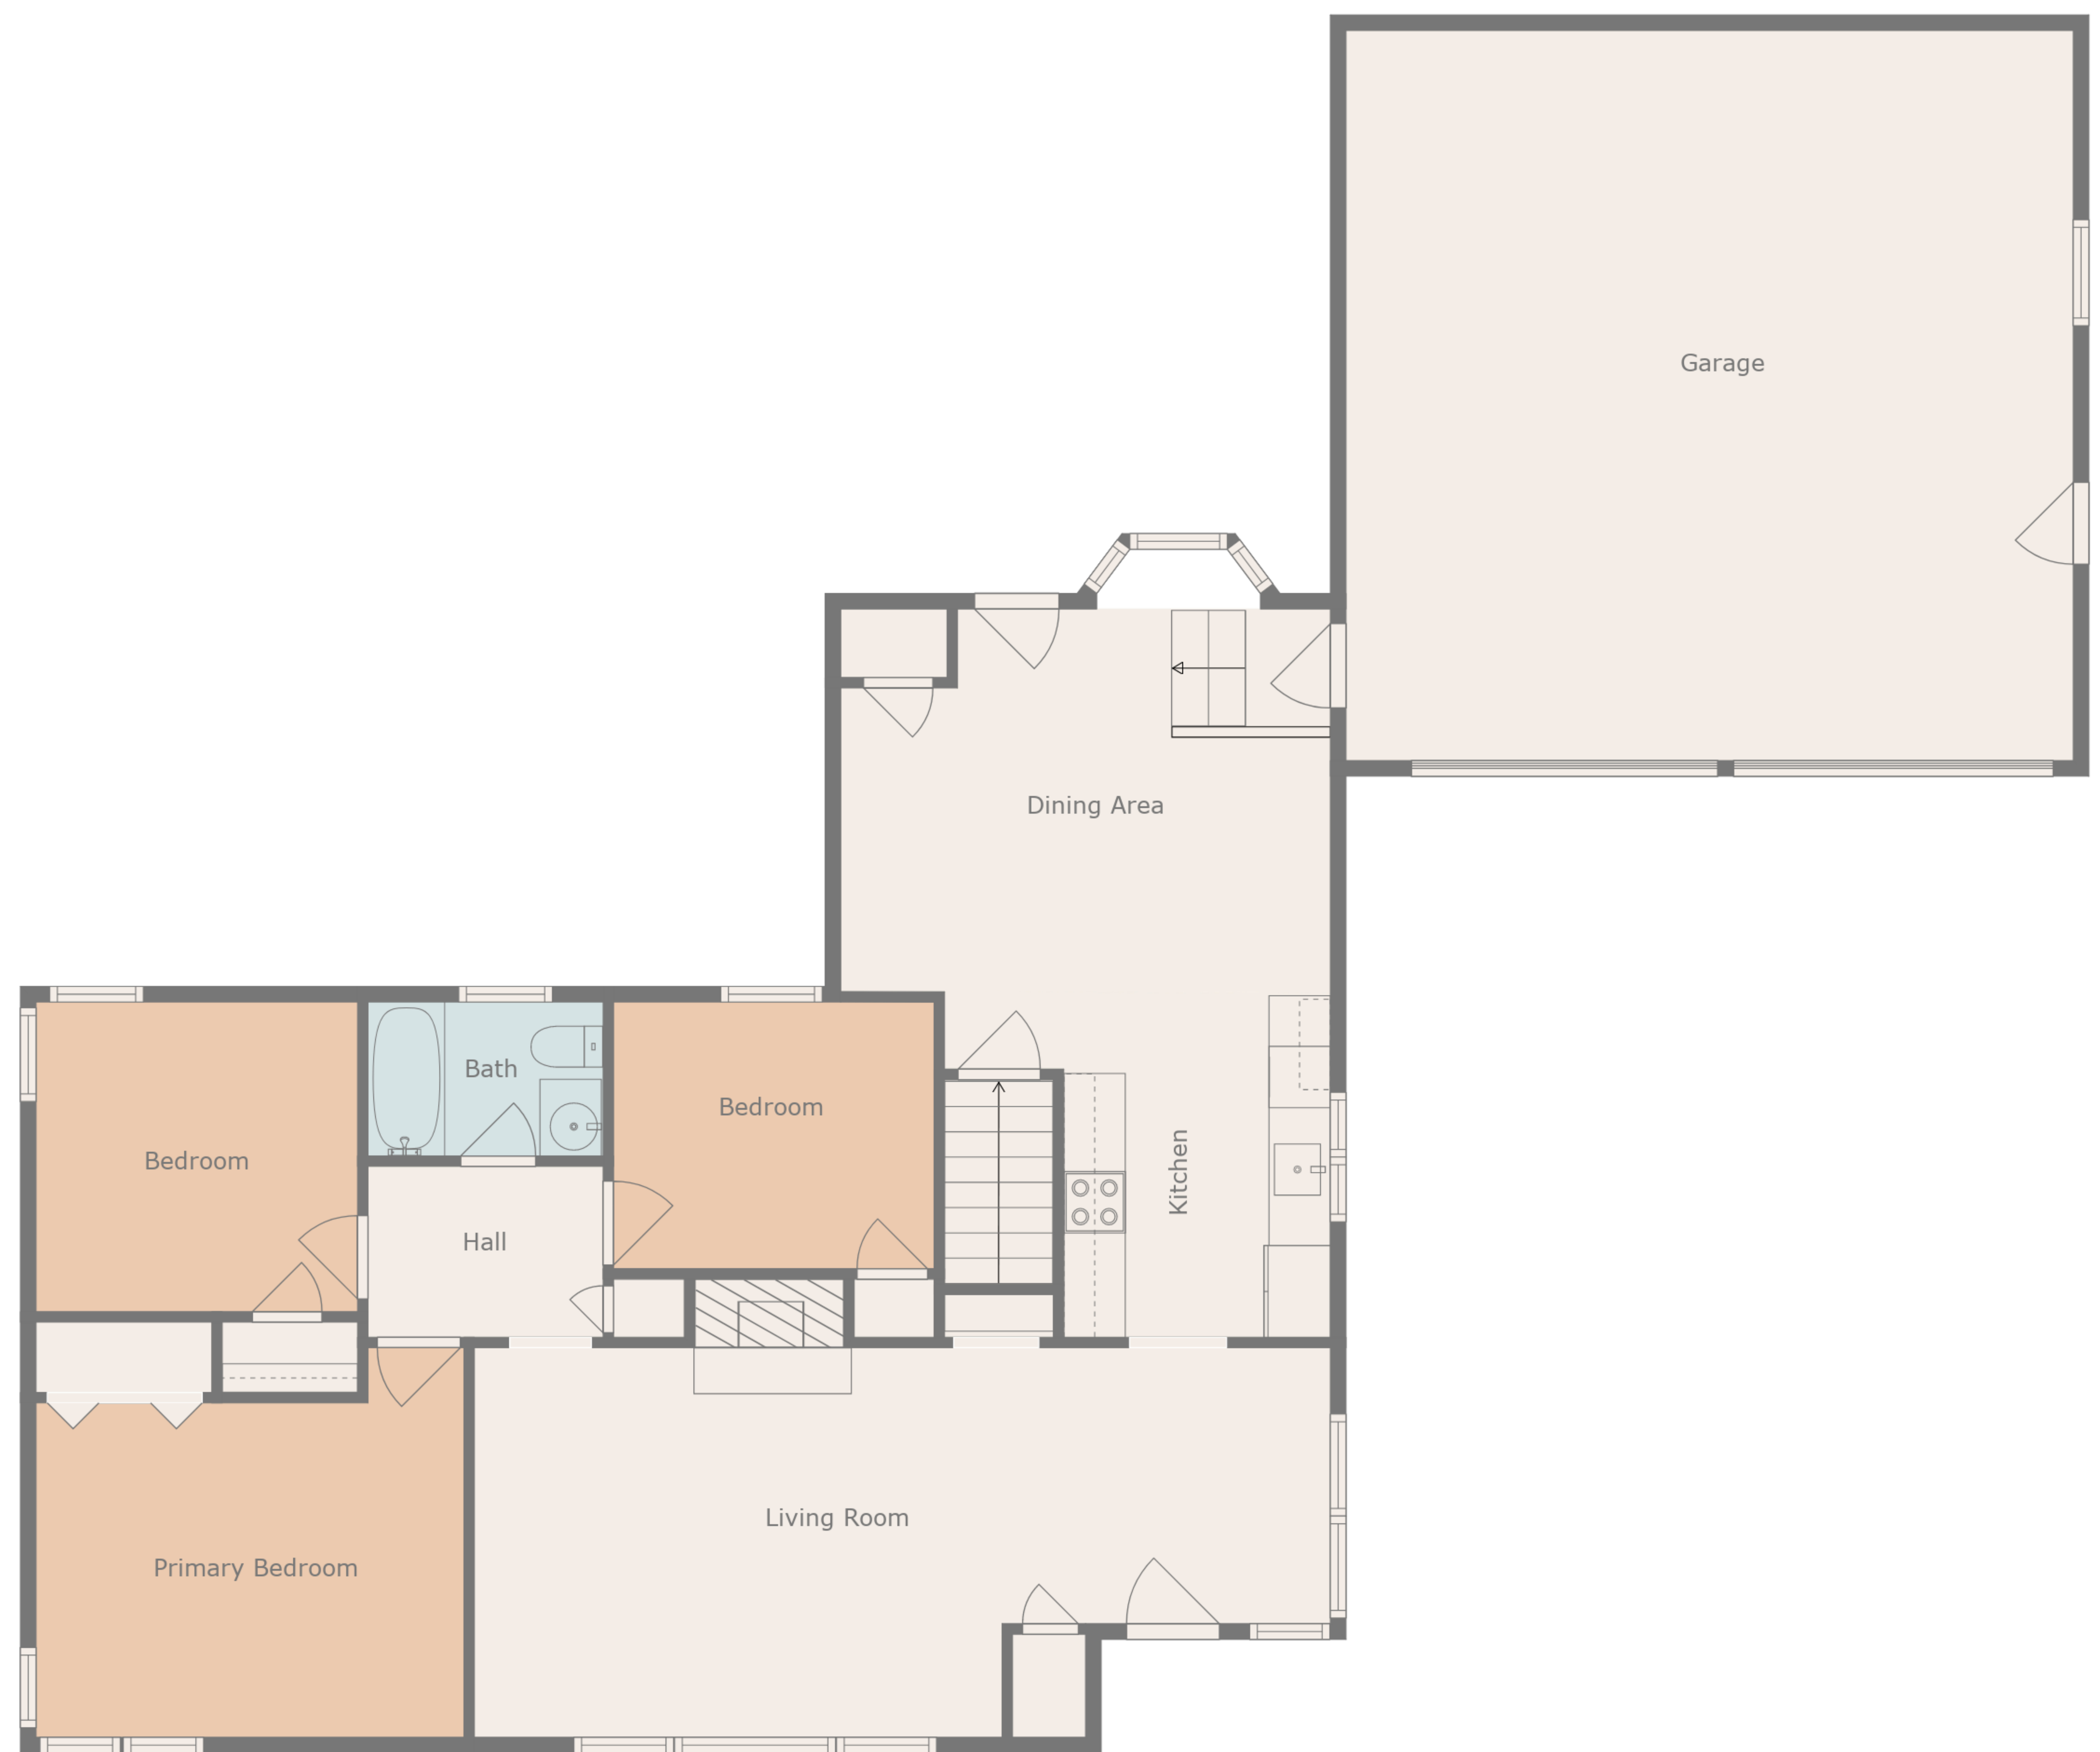 Garage
Dining Area
Bath
Bedroom
Bedroom
Kitchen
Hall
Living Room
Primary Bedroom